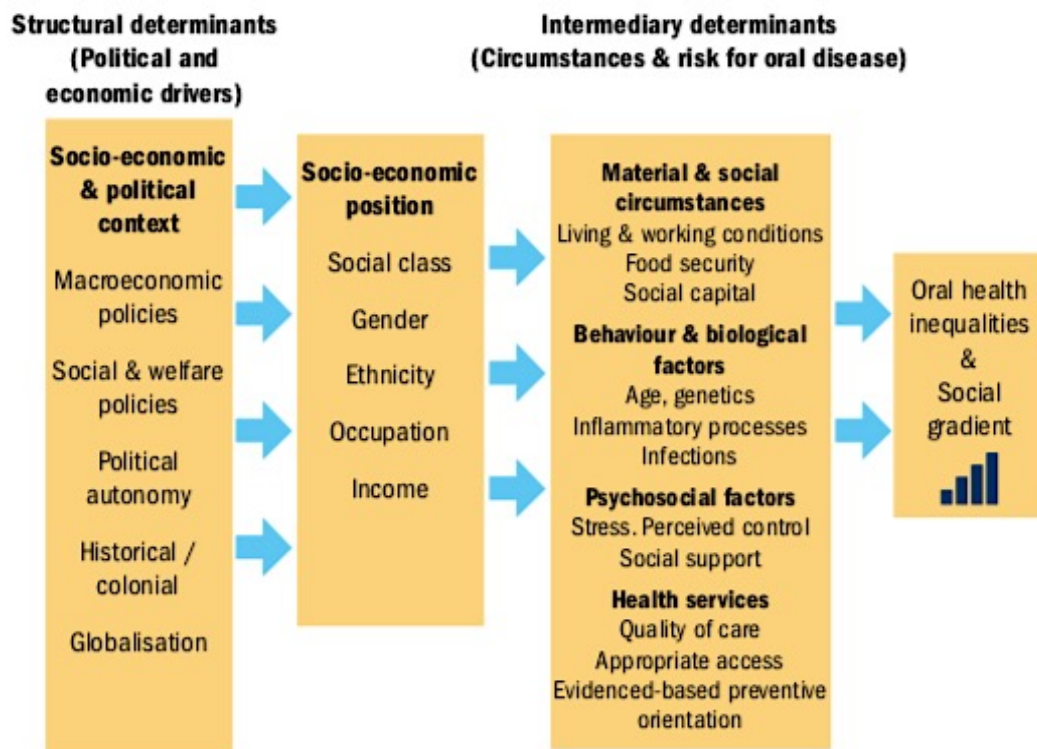 Structural determinants
(Political and
economic drivers)
Intermediary determinants
(Circumstances & risk for oral disease)
Socio-economic
& political
context
Macroeconomic
policies
Social & welfare
policies
Political
autonomy
Historical /
colonial
Globalisation
Socio-economic
position
Social class
Gender
Ethnicity
Occupation
Income
Material & social
circumstances
Living & working conditions
Food security
Social capital
Behaviour & biological
factors
Age, genetics
Inflammatory processes
Infections
Psychosocial factors
Stress. Perceived control
Social support
Health services
Quality of care
Appropriate access
Evidenced-based preventive
orientation
Oral health
inequalities
&
Social
gradient